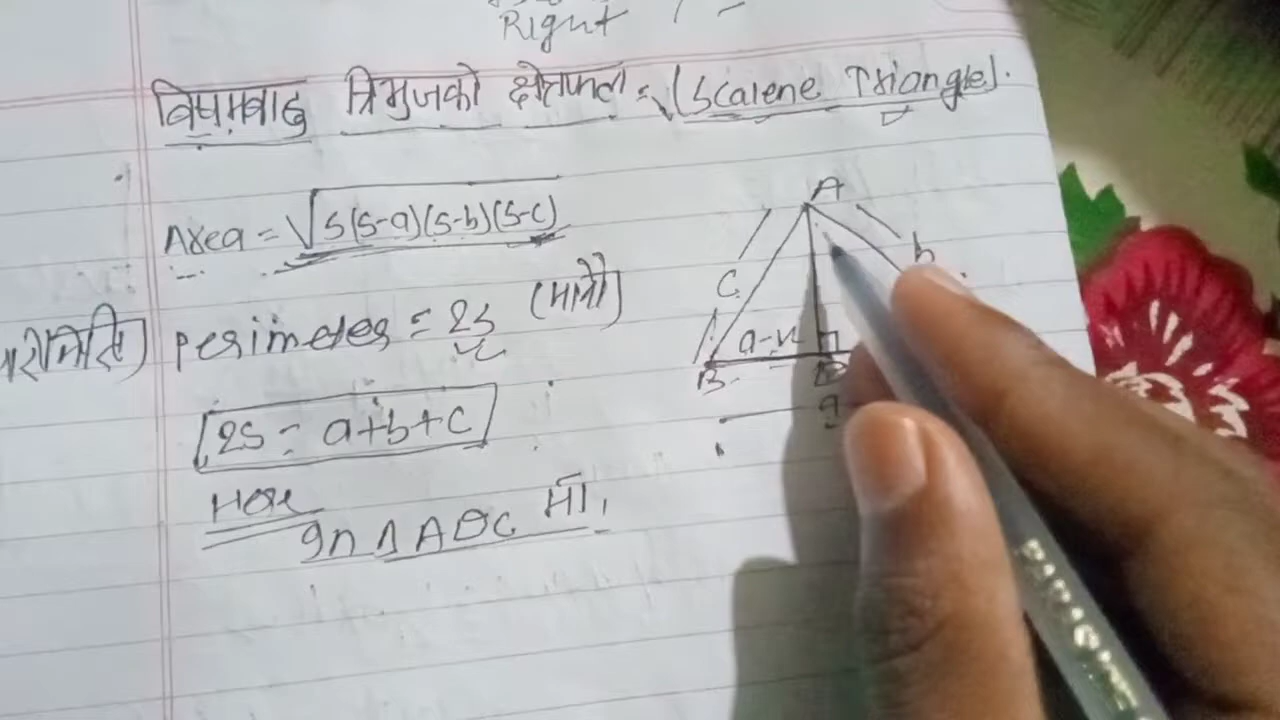 Right
विषमबाहु त्रिभुजको क्षेत्रफल = (Scalene Triangle).
Area = √s(s-a)(s-b)(s-c)
perimeter = 2s (मानौ)
2s = a+b+c
Here
In Δ ADC मा,
A
b
C
a-x
B
D
a